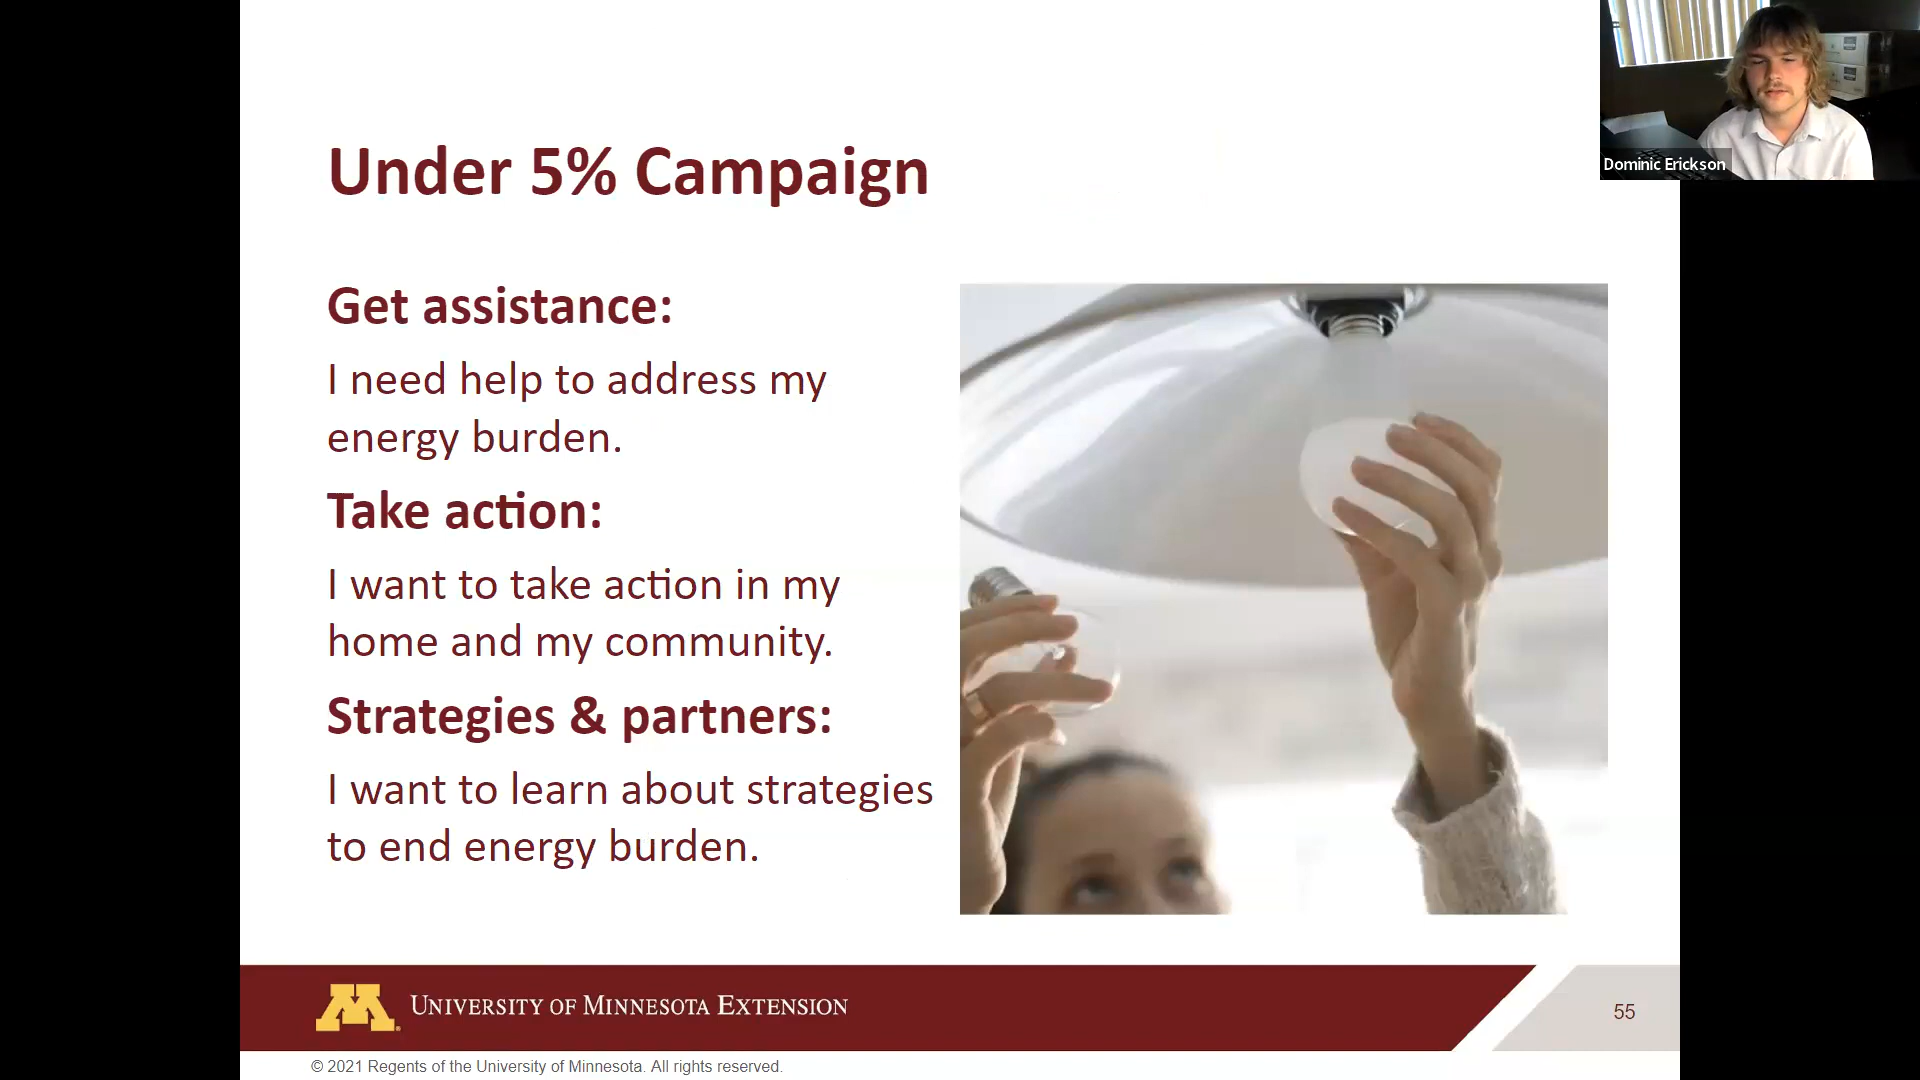 Under 5% Campaign
Get assistance:
I need help to address my
energy burden.
Take action:
I want to take action in my
home and my community.
Strategies & partners:
I want to learn about strategies
to end energy burden.
Dominic Erickson
M
UNIVERSITY OF MINNESOTA EXTENSION
55
© 2021 Regents of the University of Minnesota. All rights reserved.